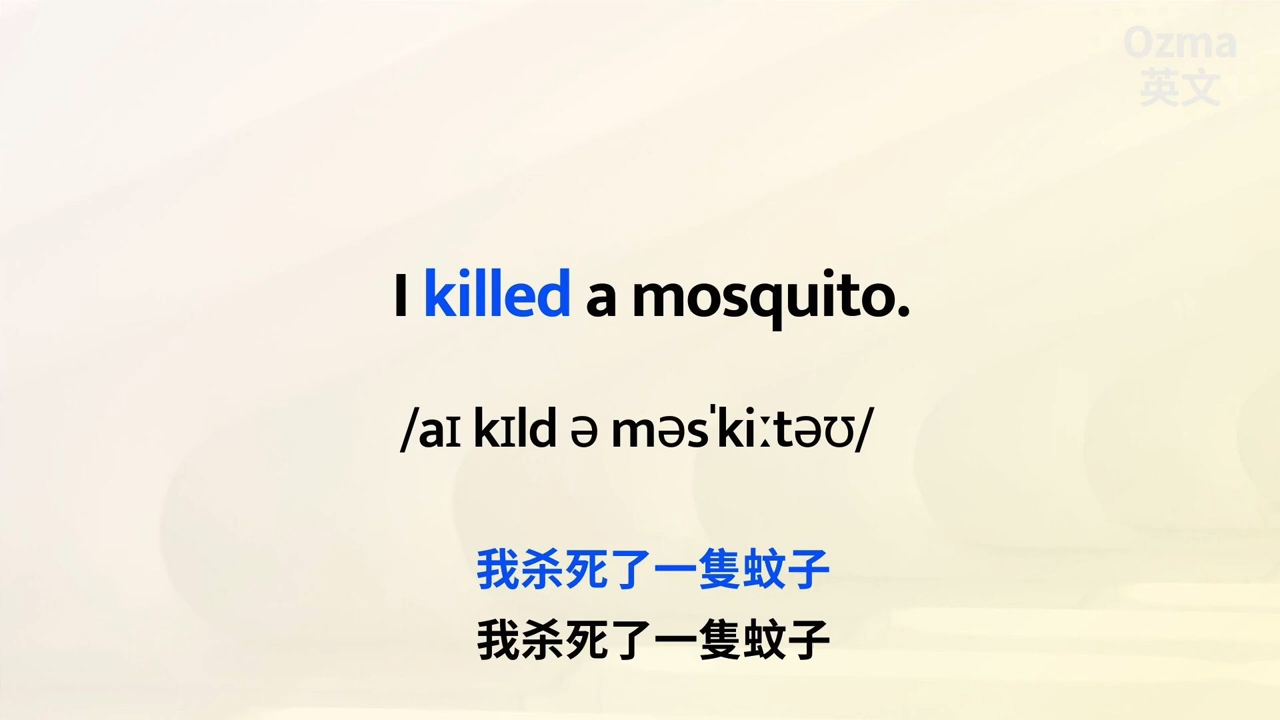 Ozma
英文
I killed a mosquito.
/aɪ kɪld ə məsˈkiːtəʊ/
我杀死了一隻蚊子
我杀死了一隻蚊子